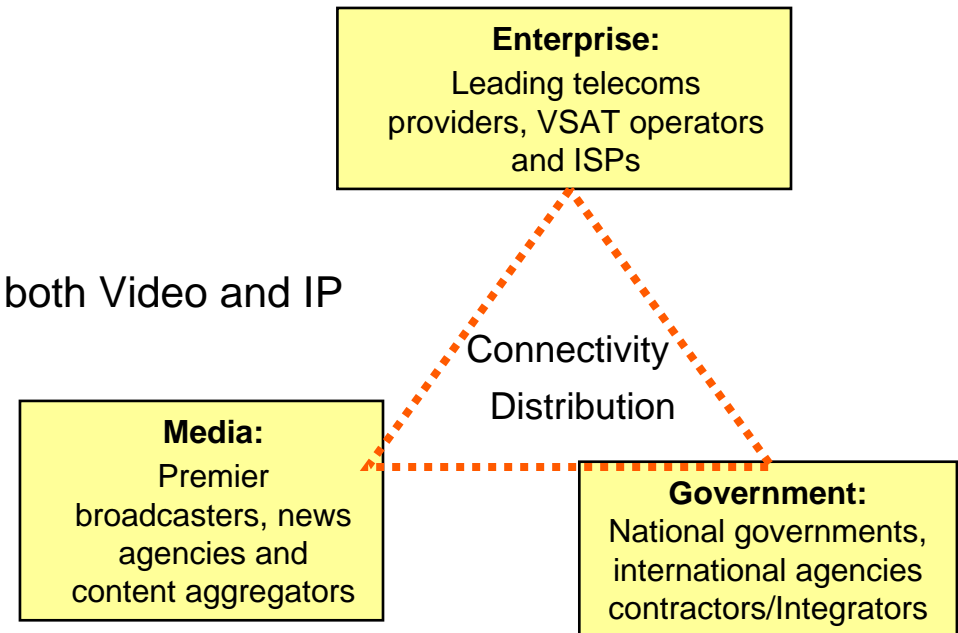 Enterprise:
Leading telecoms
providers, VSAT operators
and ISPs
both Video and IP
Connectivity
Distribution
Media:
Premier
broadcasters, news
agencies and
content aggregators
Government:
National governments,
international agencies
contractors/Integrators